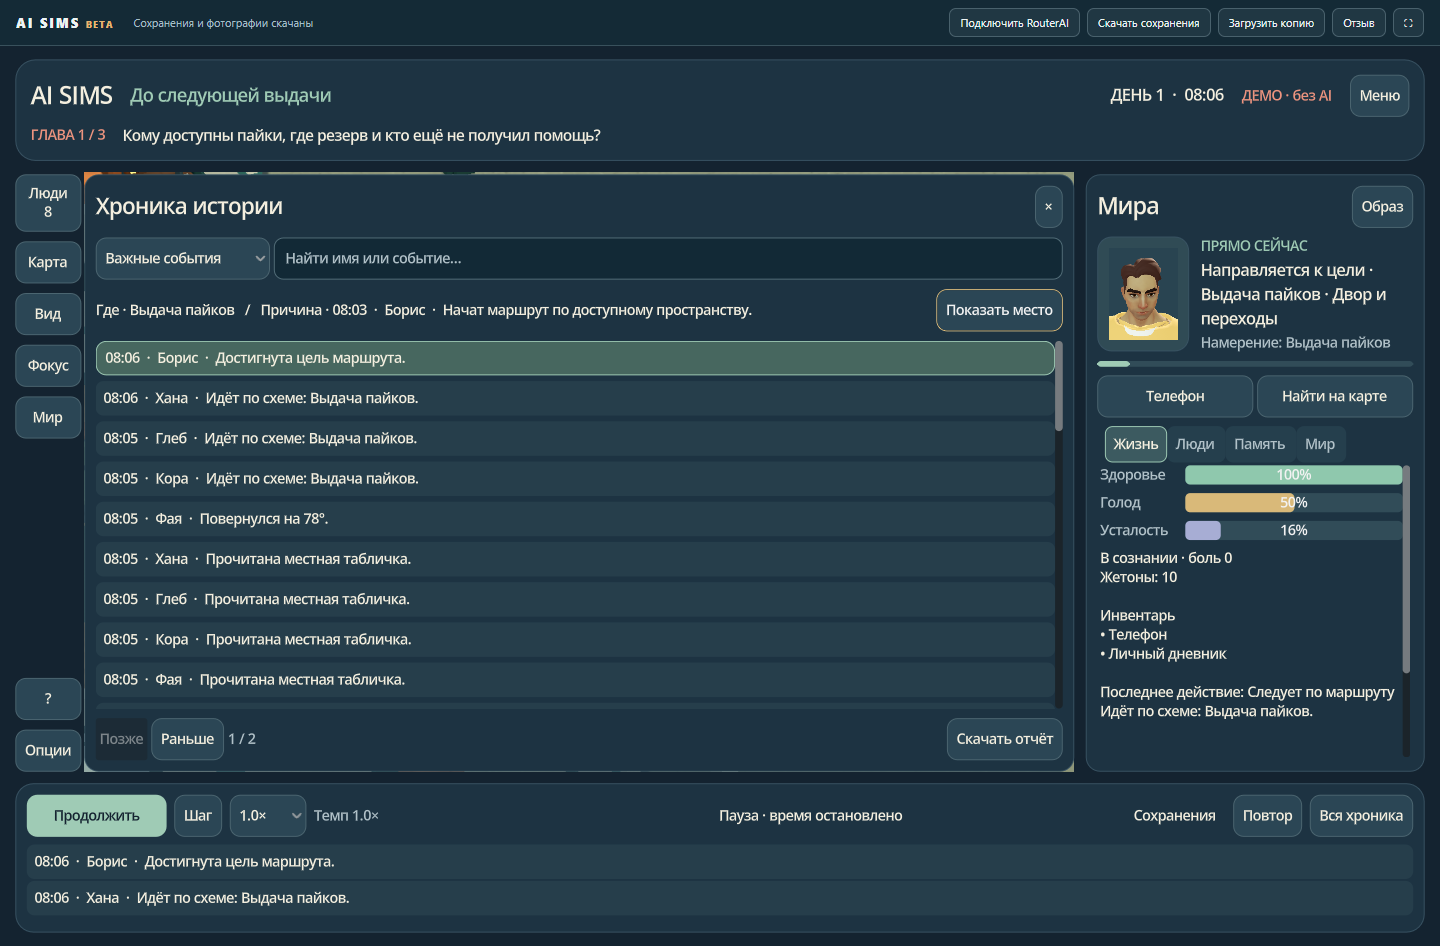 AI SIMS BETA Сохранения и фотографии скачаны Подключить RouterAI Скачать сохранения Загрузить копию Отзыв
AI SIMS До следующей выдачи ДЕНЬ 1 · 08:06 ДЕМО · без AI Меню
ГЛАВА 1 / 3 Кому доступны пайки, где резерв и кто ещё не получил помощь?
Люди
8
Карта
Вид
Фокус
Мир
?
Опции
Хроника истории ×
Важные события Найти имя или событие...
Где · Выдача пайков / Причина · 08:03 · Борис · Начат маршрут по доступному пространству. Показать место
08:06 · Борис · Достигнута цель маршрута.
08:06 · Хана · Идёт по схеме: Выдача пайков.
08:05 · Глеб · Идёт по схеме: Выдача пайков.
08:05 · Кора · Идёт по схеме: Выдача пайков.
08:05 · Фая · Повернулся на 78°.
08:05 · Хана · Прочитана местная табличка.
08:05 · Глеб · Прочитана местная табличка.
08:05 · Кора · Прочитана местная табличка.
08:05 · Фая · Прочитана местная табличка.
Позже Раньше 1 / 2 Скачать отчёт
Мира Образ
ПРЯМО СЕЙЧАС
Направляется к цели ·
Выдача пайков · Двор и
переходы
Намерение: Выдача пайков
Телефон Найти на карте
Жизнь Люди Память Мир
Здоровье 100%
Голод 50%
Усталость 16%
В сознании · боль 0
Жетоны: 10
Инвентарь
• Телефон
• Личный дневник
Последнее действие: Следует по маршруту
Идёт по схеме: Выдача пайков.
Продолжить Шаг 1.0× Темп 1.0× Пауза · время остановлено Сохранения Повтор Вся хроника
08:06 · Борис · Достигнута цель маршрута.
08:06 · Хана · Идёт по схеме: Выдача пайков.